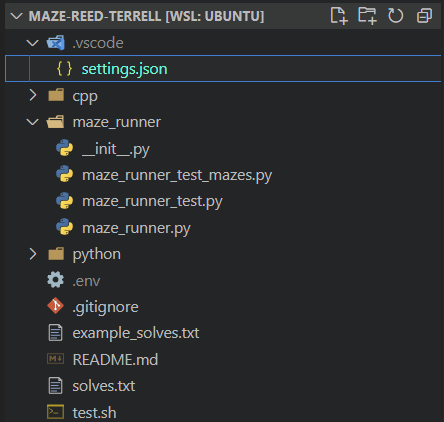 MAZE-REED-TERRELL [WSL: UBUNTU]
.vscode
{ } settings.json
cpp
maze_runner
__init__.py
maze_runner_test_mazes.py
maze_runner_test.py
maze_runner.py
python
.env
.gitignore
example_solves.txt
README.md
solves.txt
test.sh